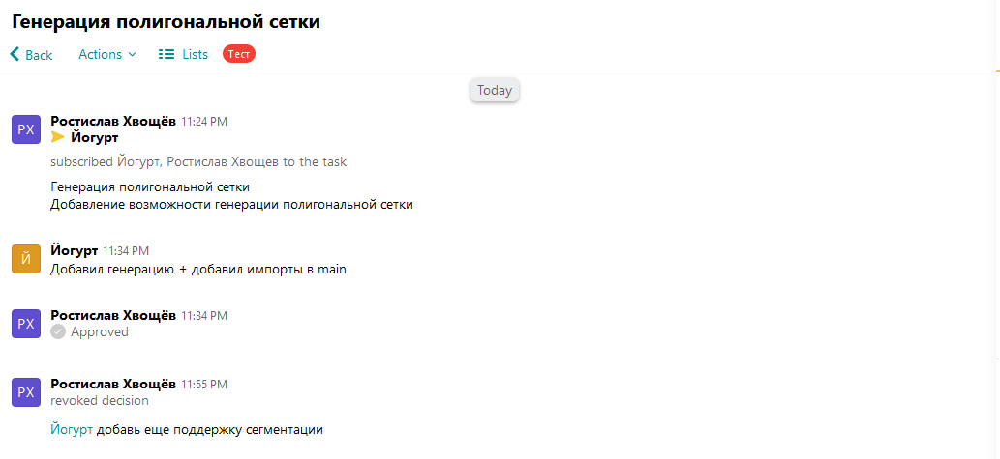 Генерация полигональной сетки
Back Actions Lists Тест
Today
РХ Ростислав Хвощёв 11:24 PM
Йогурт
subscribed Йогурт, Ростислав Хвощёв to the task
Генерация полигональной сетки
Добавление возможности генерации полигональной сетки
Й Йогурт 11:34 PM
Добавил генерацию + добавил импорты в main
РХ Ростислав Хвощёв 11:34 PM
Approved
РХ Ростислав Хвощёв 11:55 PM
revoked decision
Йогурт добавь еще поддержку сегментации